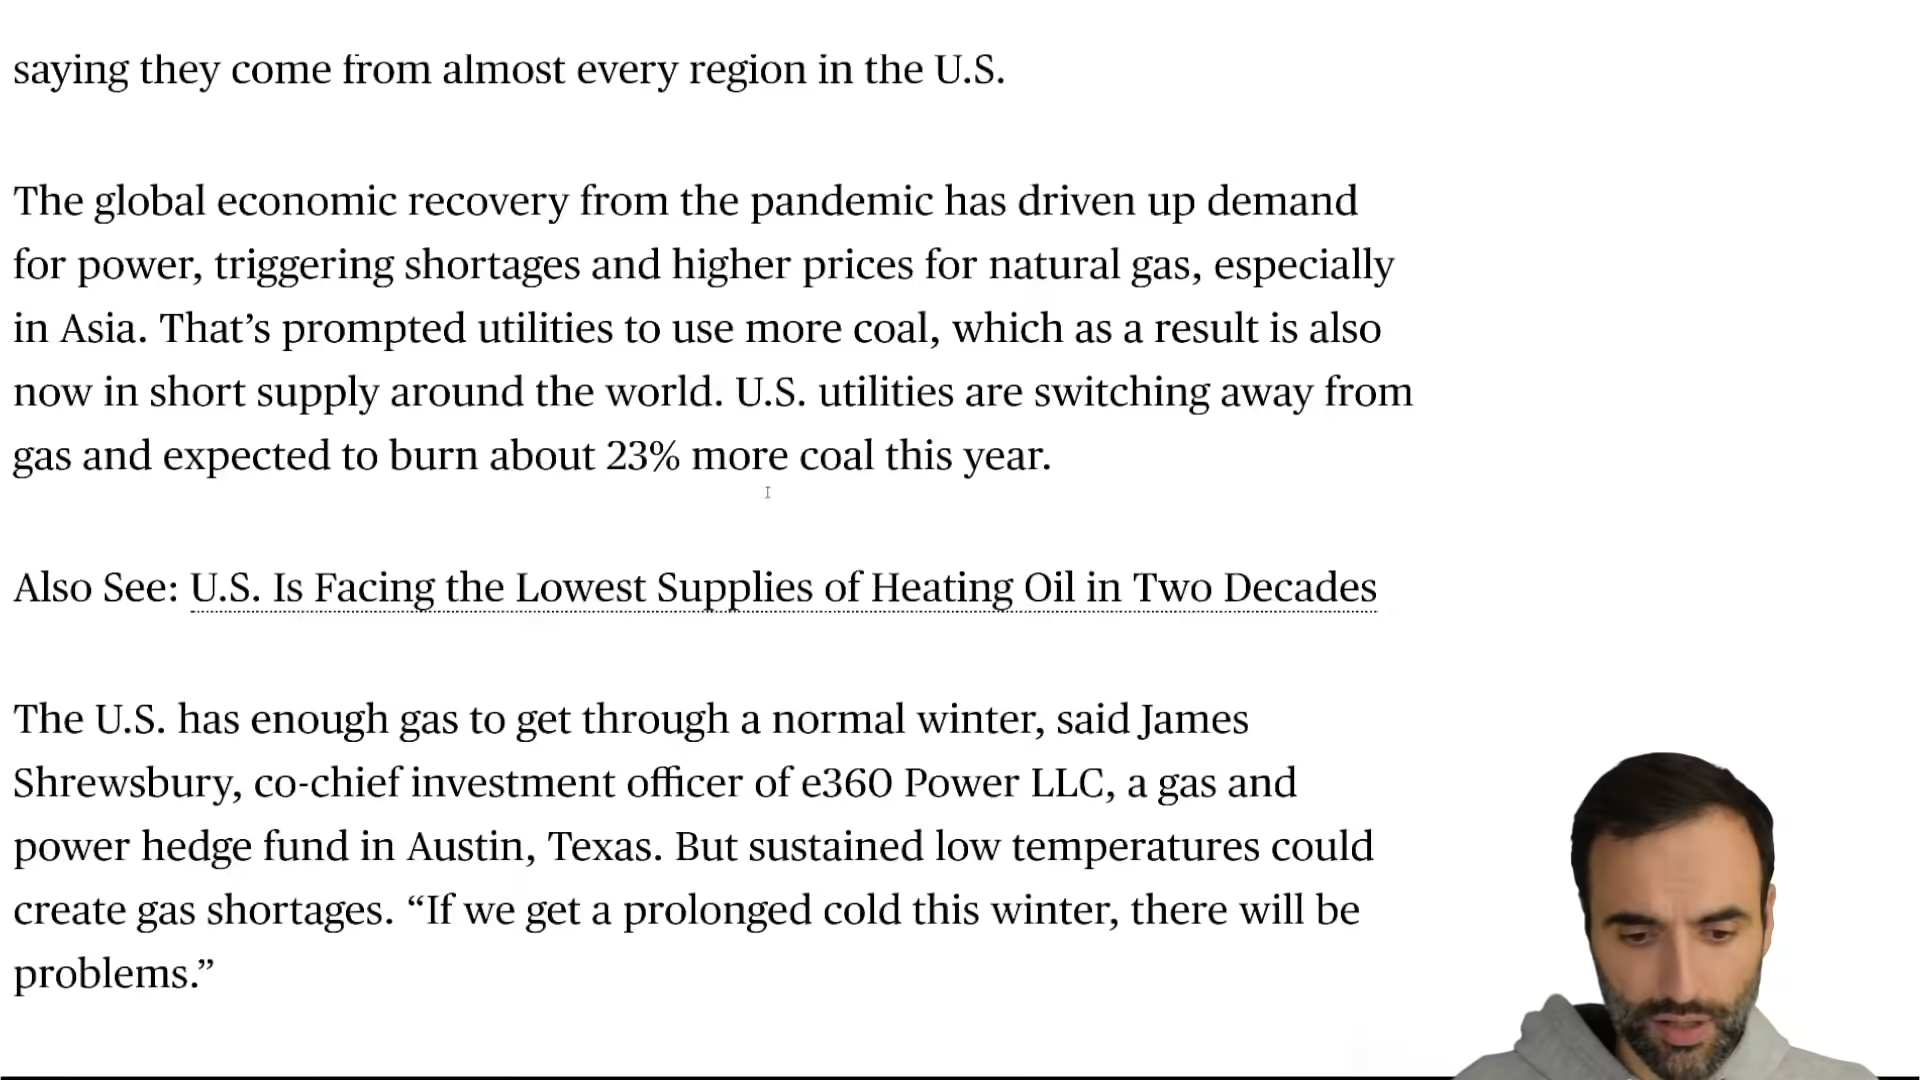 saying they come from almost every region in the U.S.
The global economic recovery from the pandemic has driven up demand
for power, triggering shortages and higher prices for natural gas, especially
in Asia. That’s prompted utilities to use more coal, which as a result is also
now in short supply around the world. U.S. utilities are switching away from
gas and expected to burn about 23% more coal this year.
Also See: U.S. Is Facing the Lowest Supplies of Heating Oil in Two Decades
The U.S. has enough gas to get through a normal winter, said James
Shrewsbury, co-chief investment officer of e360 Power LLC, a gas and
power hedge fund in Austin, Texas. But sustained low temperatures could
create gas shortages. “If we get a prolonged cold this winter, there will be
problems.”